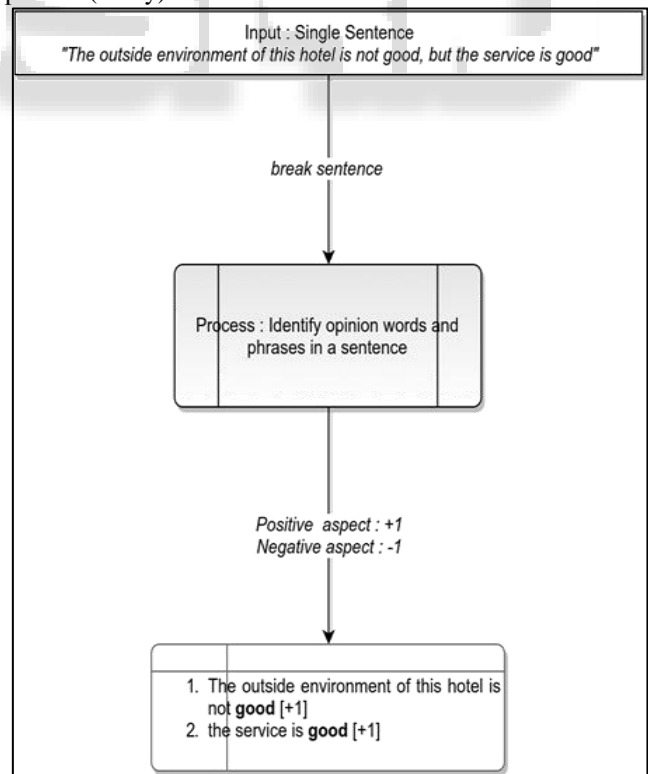 Input : Single Sentence
"The outside environment of this hotel is not good, but the service is good"
break sentence
Process : Identify opinion words and
phrases in a sentence
Positive aspect : +1
Negative aspect : -1
1. The outside environment of this hotel is
not good [+1]
2. the service is good [+1]